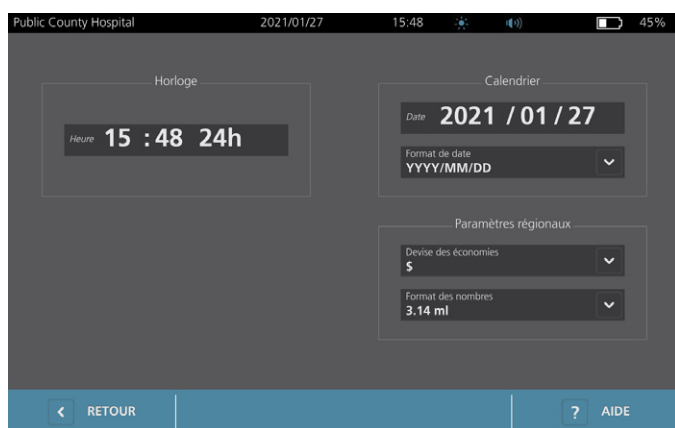 Public County Hospital 2021/01/27 15:48 45%
Horloge
Heure 15 : 48 24h
Calendrier
Date 2021 / 01 / 27
Format de date
YYYY/MM/DD
Paramètres régionaux
Devise des économies
$
Format des nombres
3.14 ml
RETOUR
? AIDE